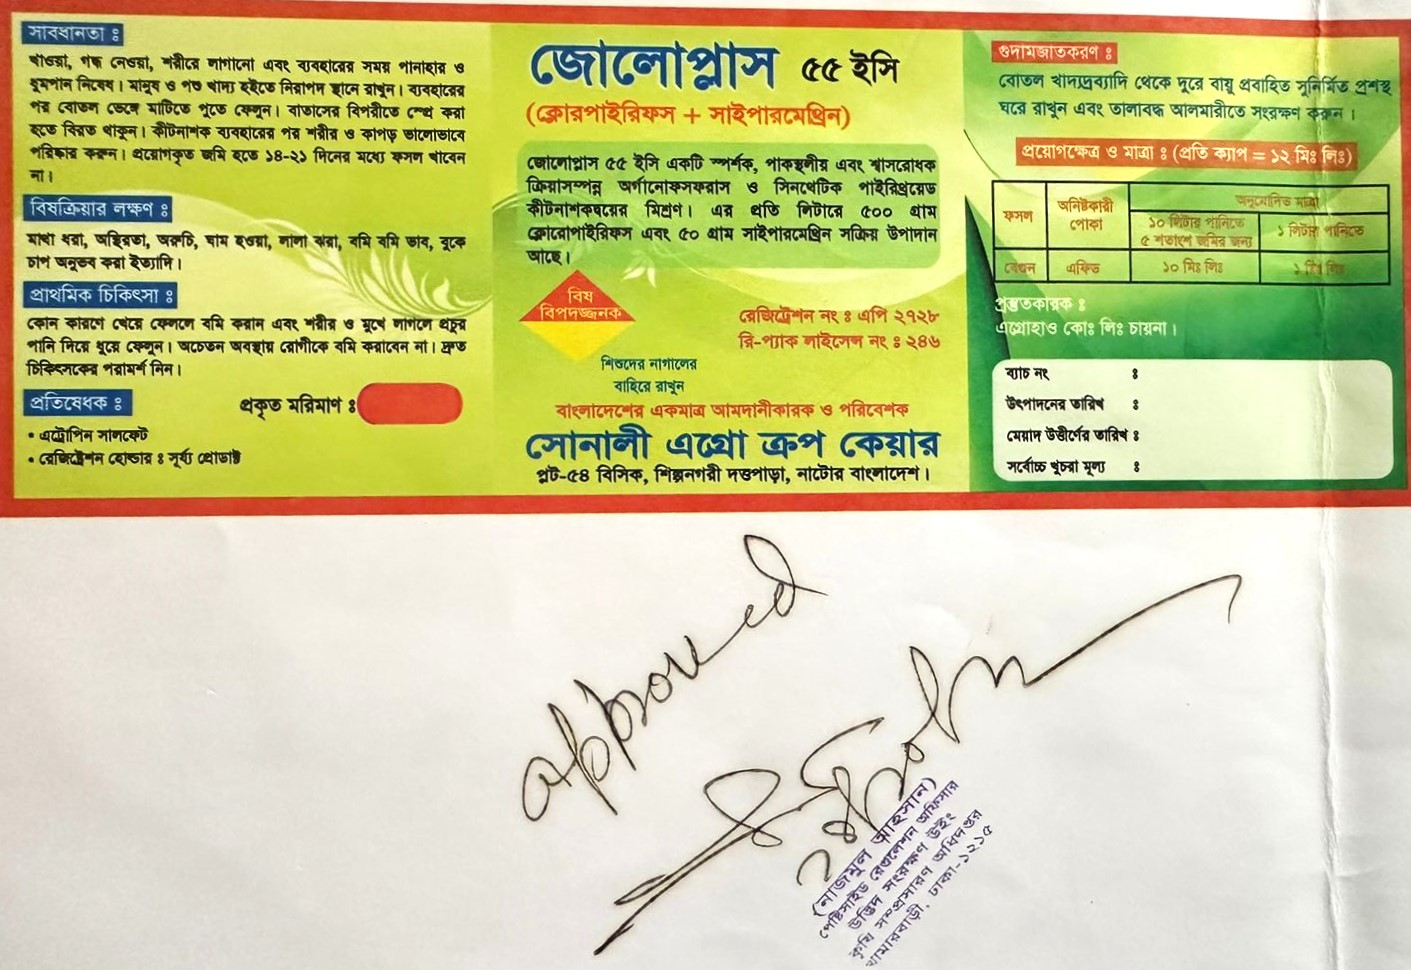 সাবধানতা ঃ
খাওয়া, গন্ধ নেওয়া, শরীরে লাগানো এবং ব্যবহারের সময় পানাহার ও
ধুমপান নিষেধ। মানুষ ও পশু খাদ্য হইতে নিরাপদ স্থানে রাখুন। ব্যবহারের
পর বোতল ভেঙ্গে মাটিতে পুতে ফেলুন। বাতাসের বিপরীতে স্প্রে করা
হতে বিরত থাকুন। কীটনাশক ব্যবহারের পর শরীর ও কাপড় ভালোভাবে
পরিষ্কার করুন। প্রয়োগকৃত জমি হতে ১৪-২১ দিনের মধ্যে ফসল খাবেন
না।
বিষক্রিয়ার লক্ষণ ঃ
মাথা ধরা, অস্থিরতা, অরুচি, ঘাম হওয়া, লালা ঝরা, বমি বমি ভাব, বুকে
চাপ অনুভব করা ইত্যাদি।
প্রাথমিক চিকিৎসা ঃ
কোন কারণে খেয়ে ফেললে বমি করান এবং শরীর ও মুখে লাগলে প্রচুর
পানি দিয়ে ধুয়ে ফেলুন। অচেতন অবস্থায় রোগীকে বমি করাবেন না। দ্রুত
চিকিৎসকের পরামর্শ নিন।
প্রতিষেধক ঃ
প্রকৃত মরিমাণ ঃ
• এট্রোপিন সালফেট
• রেজিষ্ট্রেশন হোল্ডার ঃ সূর্য্য প্রোডাক্ট
জোলোপ্লাস ৫৫ ইসি
(ক্লোরপাইরিফস + সাইপারমেথ্রিন)
জোলোপ্লাস ৫৫ ইসি একটি স্পর্শক, পাকস্থলীয় এবং শ্বাসরোধক
ক্রিয়াসম্পন্ন অর্গানোফসফরাস ও সিনথেটিক পাইরিথ্রয়েড
কীটনাশকদ্বয়ের মিশ্রণ। এর প্রতি লিটারে ৫০০ গ্রাম
ক্লোরোপাইরিফস এবং ৫০ গ্রাম সাইপারমেথ্রিন সক্রিয় উপাদান
আছে।
বিষ
বিপদজ্জনক
রেজিট্রেশন নং ঃ এপি ২৭২৮
রি-প্যাক লাইসেন্স নং ঃ ২৪৬
শিশুদের নাগালের
বাহিরে রাখুন
বাংলাদেশের একমাত্র আমদানীকারক ও পরিবেশক
সোনালী এগ্রো ক্রপ কেয়ার
প্লট-৫৪ বিসিক, শিল্পনগরী দত্তপাড়া, নাটোর বাংলাদেশ।
গুদামজাতকরণ ঃ
বোতল খাদ্যদ্রব্যাদি থেকে দুরে বায়ু প্রবাহিত সুনির্মিত প্রশস্থ
ঘরে রাখুন এবং তালাবদ্ধ আলমারীতে সংরক্ষণ করুন।
প্রয়োগক্ষেত্র ও মাত্রা ঃ (প্রতি ক্যাপ = ১২ মিঃ লিঃ)
ফসল
অনিষ্টকারী
পোকা
অনুমোদিত মাত্রা
১০ লিটার পানিতে
৫ শতাংশ জমির জন্য
১ লিটার পানিতে
বেগুন
এফিড
১০ মিঃ লিঃ
১ মিঃ লিঃ
প্রস্তুতকারক ঃ
এগ্রোহাও কোঃ লিঃ চায়না।
ব্যাচ নং ঃ
উৎপাদনের তারিখ ঃ
মেয়াদ উত্তীর্ণের তারিখ ঃ
সর্বোচ্চ খুচরা মূল্য ঃ
approved
(নাজমুল আহসান)
পেষ্টিসাইড রেগুলেশন অফিসার
উদ্ভিদ সংরক্ষণ উইং
কৃষি সম্প্রসারণ অধিদপ্তর
খামারবাড়ী, ঢাকা-১২১৫